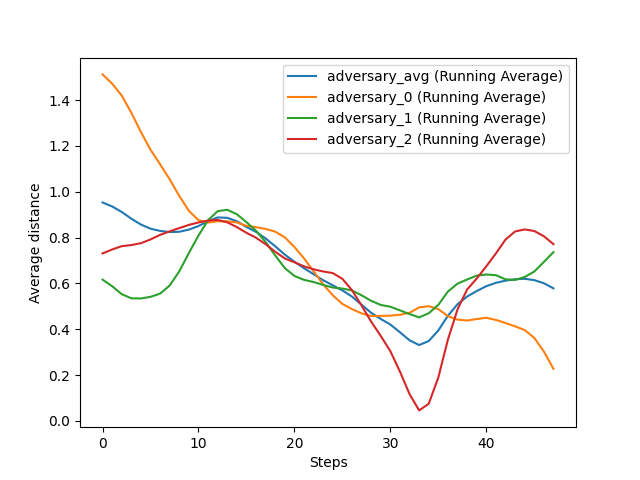 adversary_avg (Running Average)
adversary_0 (Running Average)
adversary_1 (Running Average)
adversary_2 (Running Average)
Average distance
1.4
1.2
1.0
0.8
0.6
0.4
0.2
0.0
0 10 20 30 40
Steps